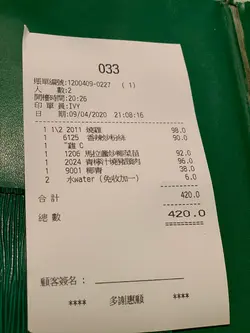 033
賬單編號:1200409-0227 (1)
人 數:2
開檯時間:20:26
印單員:IVY
日期:09/04/2020 21:08:16
1 1\2 2011 燒雞 98.0
1 6125 香辣炒 90.0
1 C
1 1206 馬拉盞炒椰菜苗 92.0
1 2024 青檸汁燒豬頸肉 96.0
1 9001 椰青 38.0
2 水water (免收加一) 6.0
合計: 420.0
總數 420.0
顧客簽名:
**** 多謝惠顧 ****